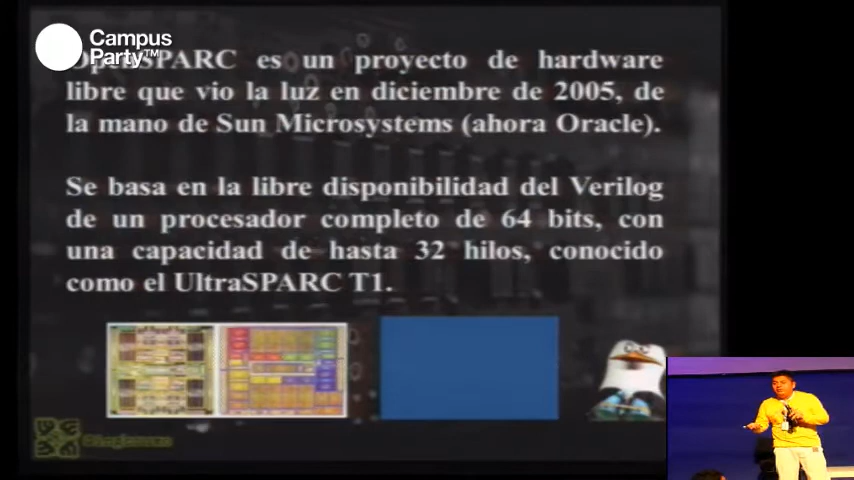 Campus
Party™
OpenSPARC es un proyecto de hardware
libre que vio la luz en diciembre de 2005, de
la mano de Sun Microsystems (ahora Oracle).
Se basa en la libre disponibilidad del Verilog
de un procesador completo de 64 bits, con
una capacidad de hasta 32 hilos, conocido
como el UltraSPARC T1.